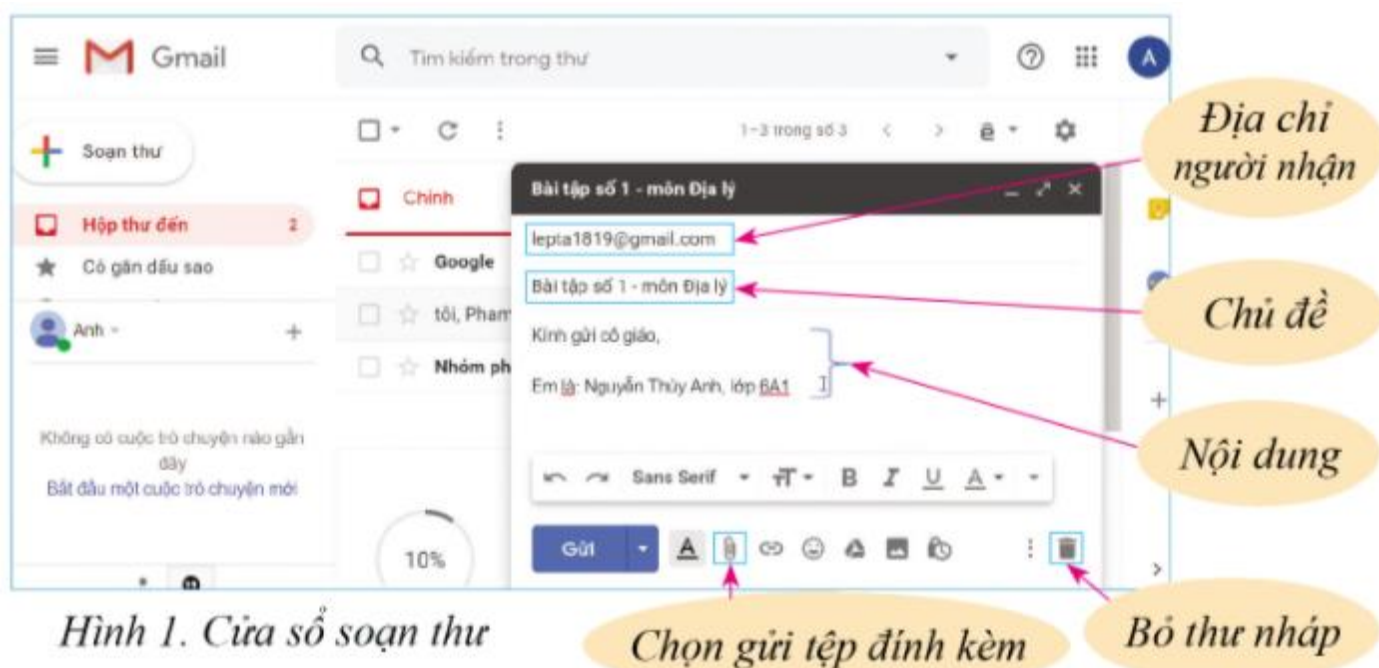 Gmail
Tìm kiếm trong thư
A
Soạn thư
1–3 trong số 3
Địa chỉ
người nhận
Hộp thư đến 2
Chính
Bài tập số 1 - môn Địa lý
lepta1819@gmail.com
Có gắn dấu sao
Google
Bài tập số 1 - môn Địa lý
Chủ đề
Anh
tôi, Pham
Kính gửi cô giáo,
Nhóm ph
Em là: Nguyễn Thùy Anh, lớp 6A1
Không có cuộc trò chuyện nào gần
đây
Bắt đầu một cuộc trò chuyện mới
Nội dung
Sans Serif
B I U A
10%
Gửi
A
Hình 1. Cửa sổ soạn thư
Chọn gửi tệp đính kèm
Bỏ thư nháp